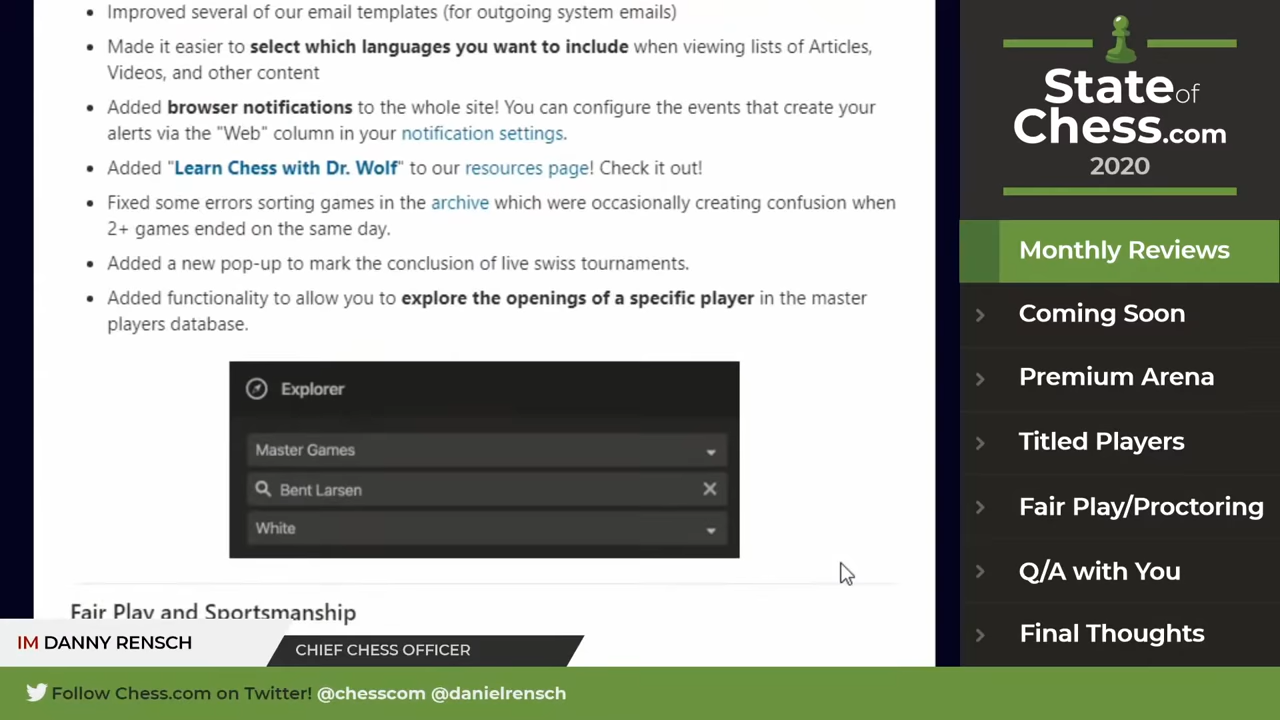 Improved several of our email templates (for outgoing system emails)
Made it easier to select which languages you want to include when viewing lists of Articles,
Videos, and other content
Added browser notifications to the whole site! You can configure the events that create your
alerts via the "Web" column in your notification settings.
Added "Learn Chess with Dr. Wolf" to our resources page! Check it out!
Fixed some errors sorting games in the archive which were occasionally creating confusion when
2+ games ended on the same day.
Added a new pop-up to mark the conclusion of live swiss tournaments.
Added functionality to allow you to explore the openings of a specific player in the master
players database.
Explorer
Master Games
Bent Larsen
White
Fair Play and Sportsmanship
IM DANNY RENSCH
CHIEF CHESS OFFICER
Follow Chess.com on Twitter! @chesscom @danielrensch
State of
Chess.com
2020
Monthly Reviews
Coming Soon
Premium Arena
Titled Players
Fair Play/Proctoring
Q/A with You
Final Thoughts